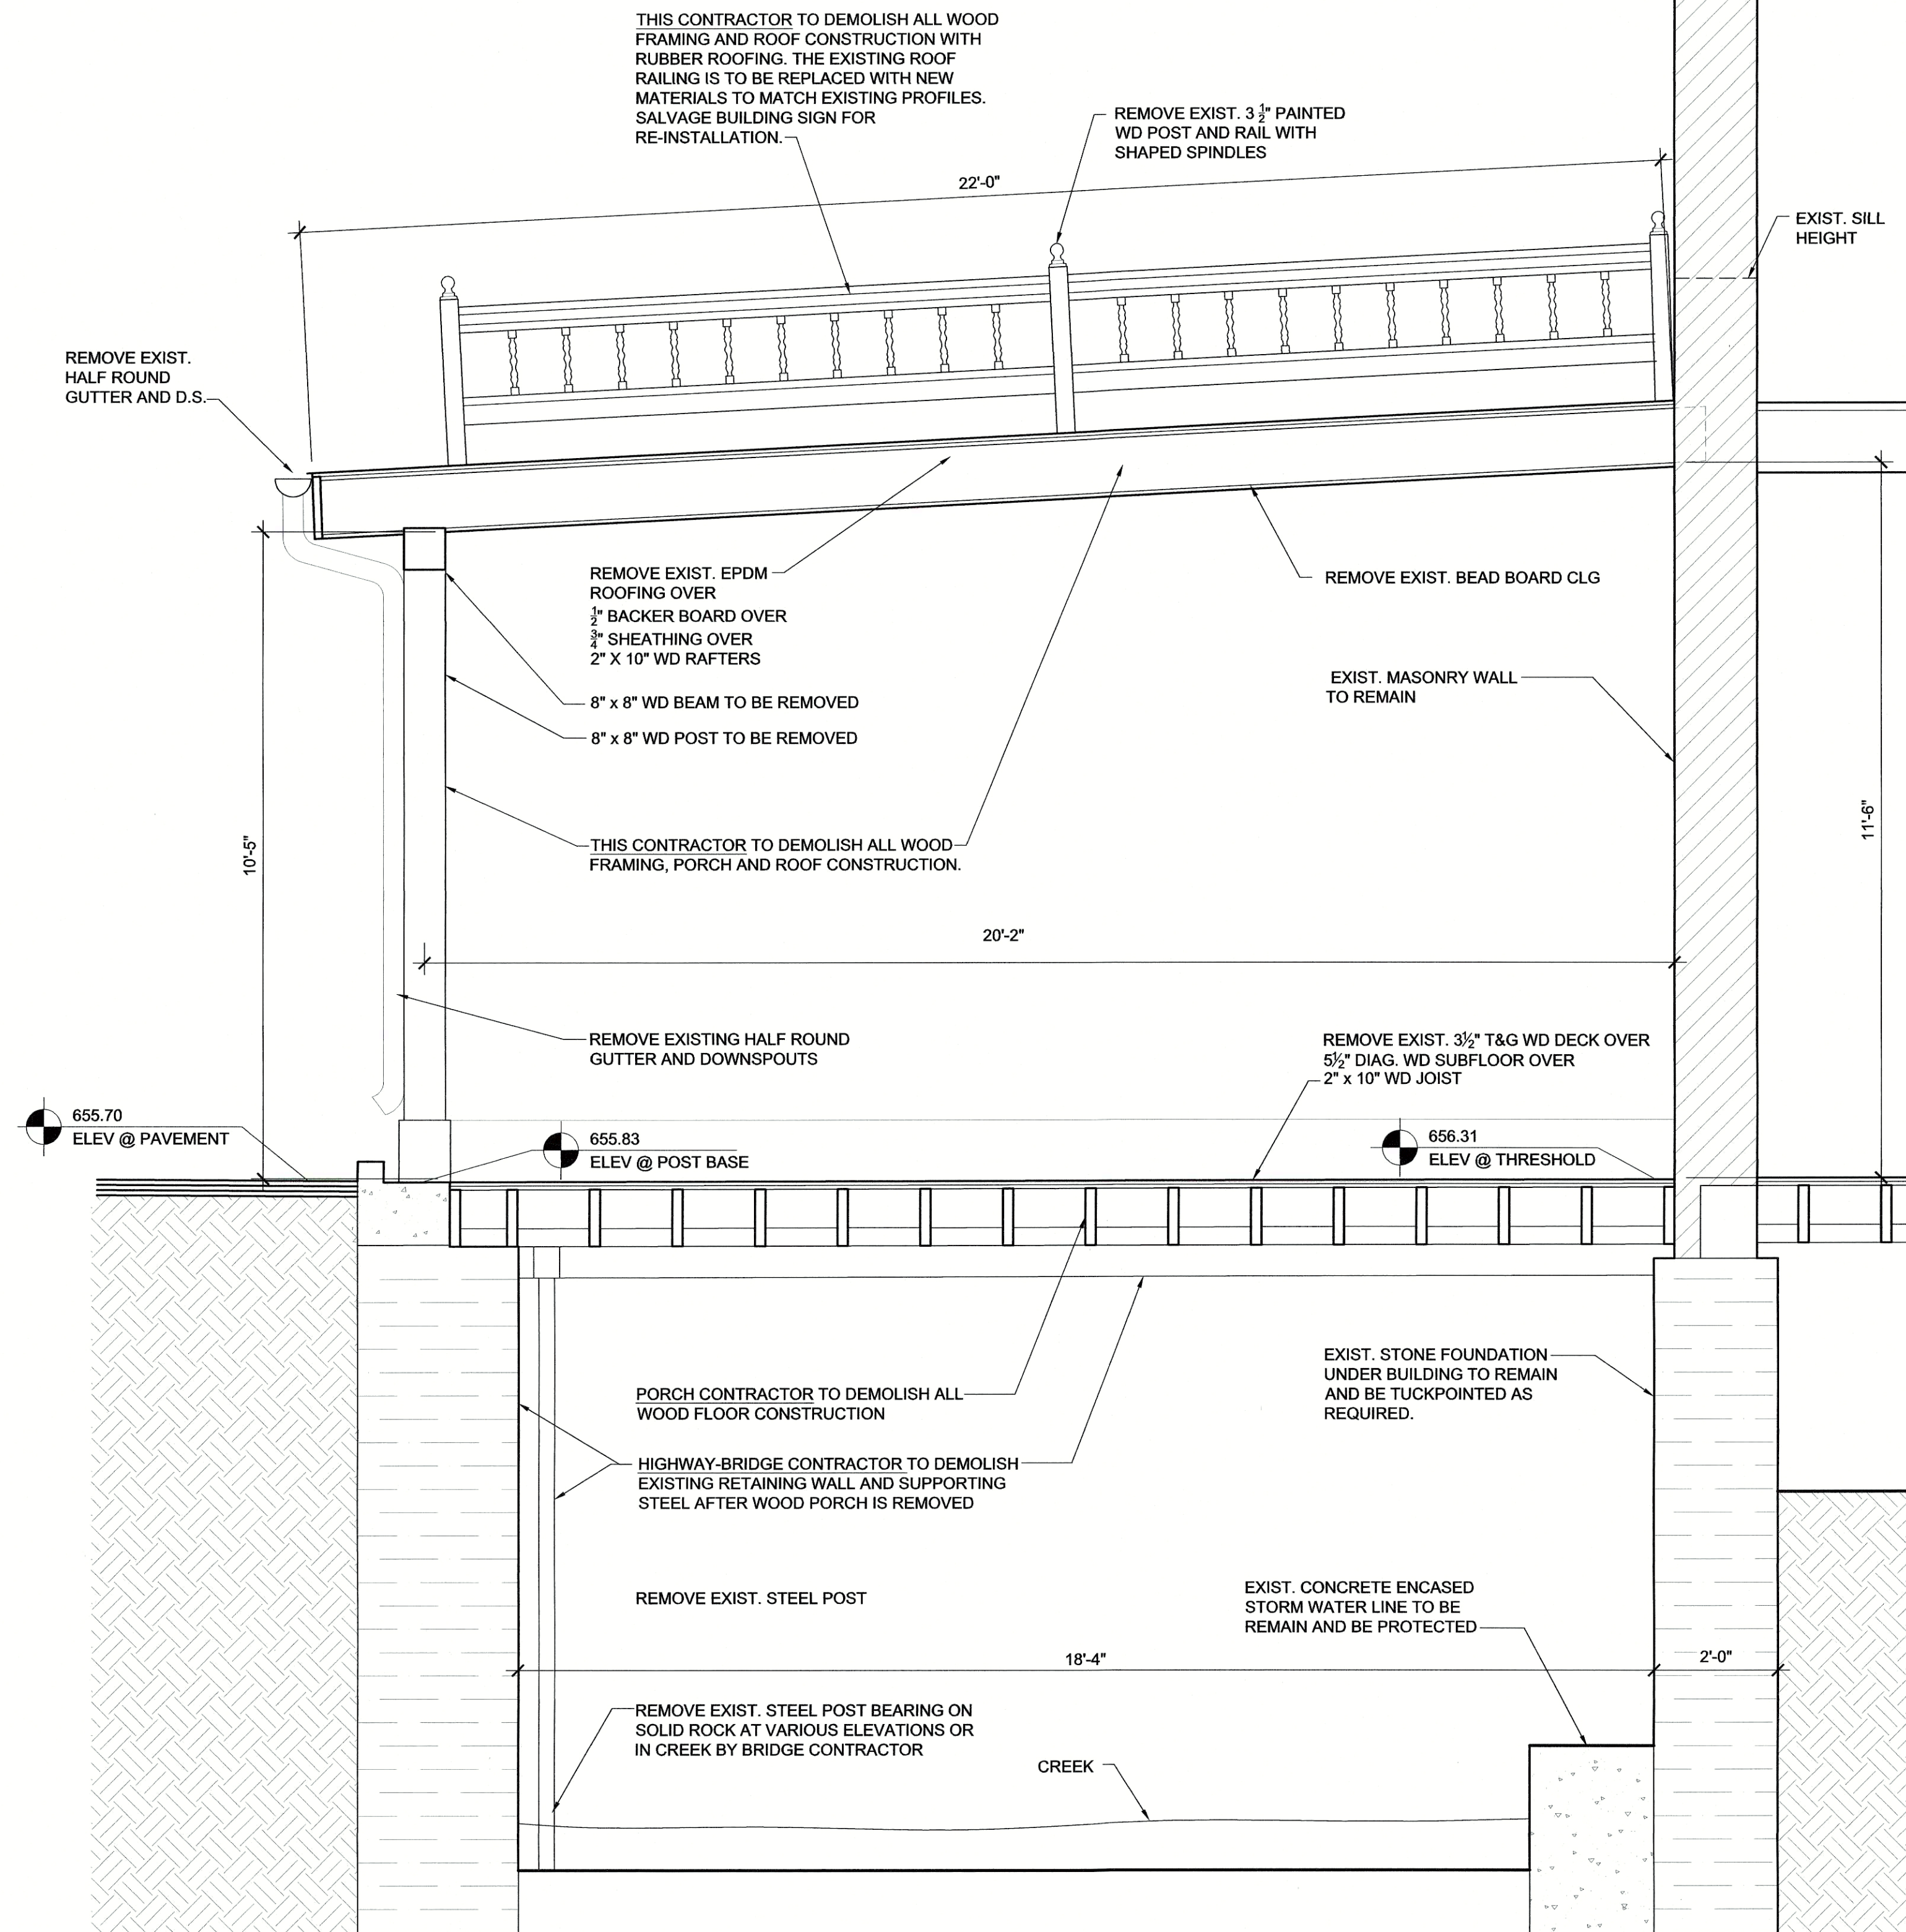 THIS CONTRACTOR TO DEMOLISH ALL WOOD
FRAMING AND ROOF CONSTRUCTION WITH
RUBBER ROOFING. THE EXISTING ROOF
RAILING IS TO BE REPLACED WITH NEW
MATERIALS TO MATCH EXISTING PROFILES.
SALVAGE BUILDING SIGN FOR
RE-INSTALLATION.
REMOVE EXIST. 3 1/2" PAINTED
WD POST AND RAIL WITH
SHAPED SPINDLES
22'-0"
EXIST. SILL
HEIGHT
REMOVE EXIST.
HALF ROUND
GUTTER AND D.S.
REMOVE EXIST. EPDM
ROOFING OVER
1/2" BACKER BOARD OVER
3/4" SHEATHING OVER
2" X 10" WD RAFTERS
REMOVE EXIST. BEAD BOARD CLG
8" x 8" WD BEAM TO BE REMOVED
8" x 8" WD POST TO BE REMOVED
EXIST. MASONRY WALL
TO REMAIN
THIS CONTRACTOR TO DEMOLISH ALL WOOD
FRAMING, PORCH AND ROOF CONSTRUCTION.
10'-5"
11'-6"
20'-2"
REMOVE EXISTING HALF ROUND
GUTTER AND DOWNSPOUTS
REMOVE EXIST. 3½" T&G WD DECK OVER
5½" DIAG. WD SUBFLOOR OVER
2" x 10" WD JOIST
655.70
ELEV @ PAVEMENT
655.83
ELEV @ POST BASE
656.31
ELEV @ THRESHOLD
PORCH CONTRACTOR TO DEMOLISH ALL
WOOD FLOOR CONSTRUCTION
EXIST. STONE FOUNDATION
UNDER BUILDING TO REMAIN
AND BE TUCKPOINTED AS
REQUIRED.
HIGHWAY-BRIDGE CONTRACTOR TO DEMOLISH
EXISTING RETAINING WALL AND SUPPORTING
STEEL AFTER WOOD PORCH IS REMOVED
REMOVE EXIST. STEEL POST
EXIST. CONCRETE ENCASED
STORM WATER LINE TO BE
REMAIN AND BE PROTECTED
18'-4"
2'-0"
REMOVE EXIST. STEEL POST BEARING ON
SOLID ROCK AT VARIOUS ELEVATIONS OR
IN CREEK BY BRIDGE CONTRACTOR
CREEK